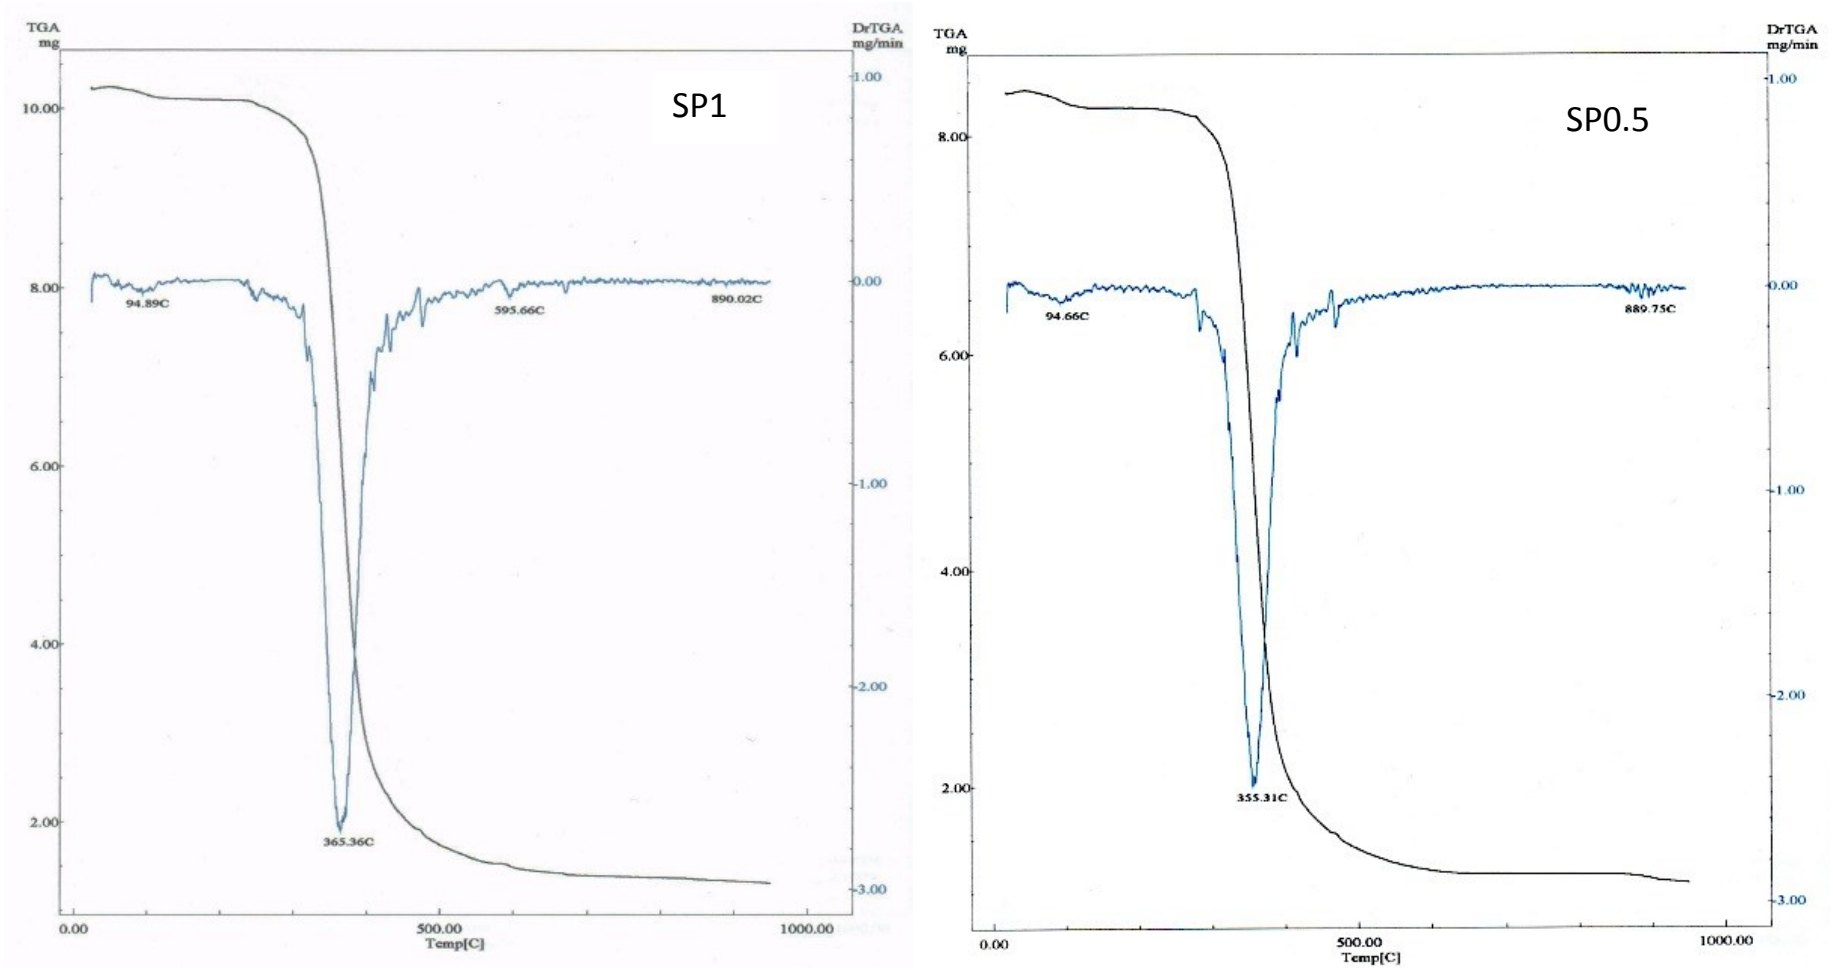 TGA
mg
DrTGA
mg/min
SP1
1.00
10.00
0.00
8.00
94.89C
595.66C
890.02C
6.00
-1.00
4.00
-2.00
2.00
365.36C
-3.00
0.00
500.00
1000.00
Temp[C]
TGA
mg
DrTGA
mg/min
SP0.5
1.00
8.00
0.00
94.66C
889.75C
6.00
-1.00
4.00
-2.00
2.00
355.31C
-3.00
0.00
500.00
1000.00
Temp[C]